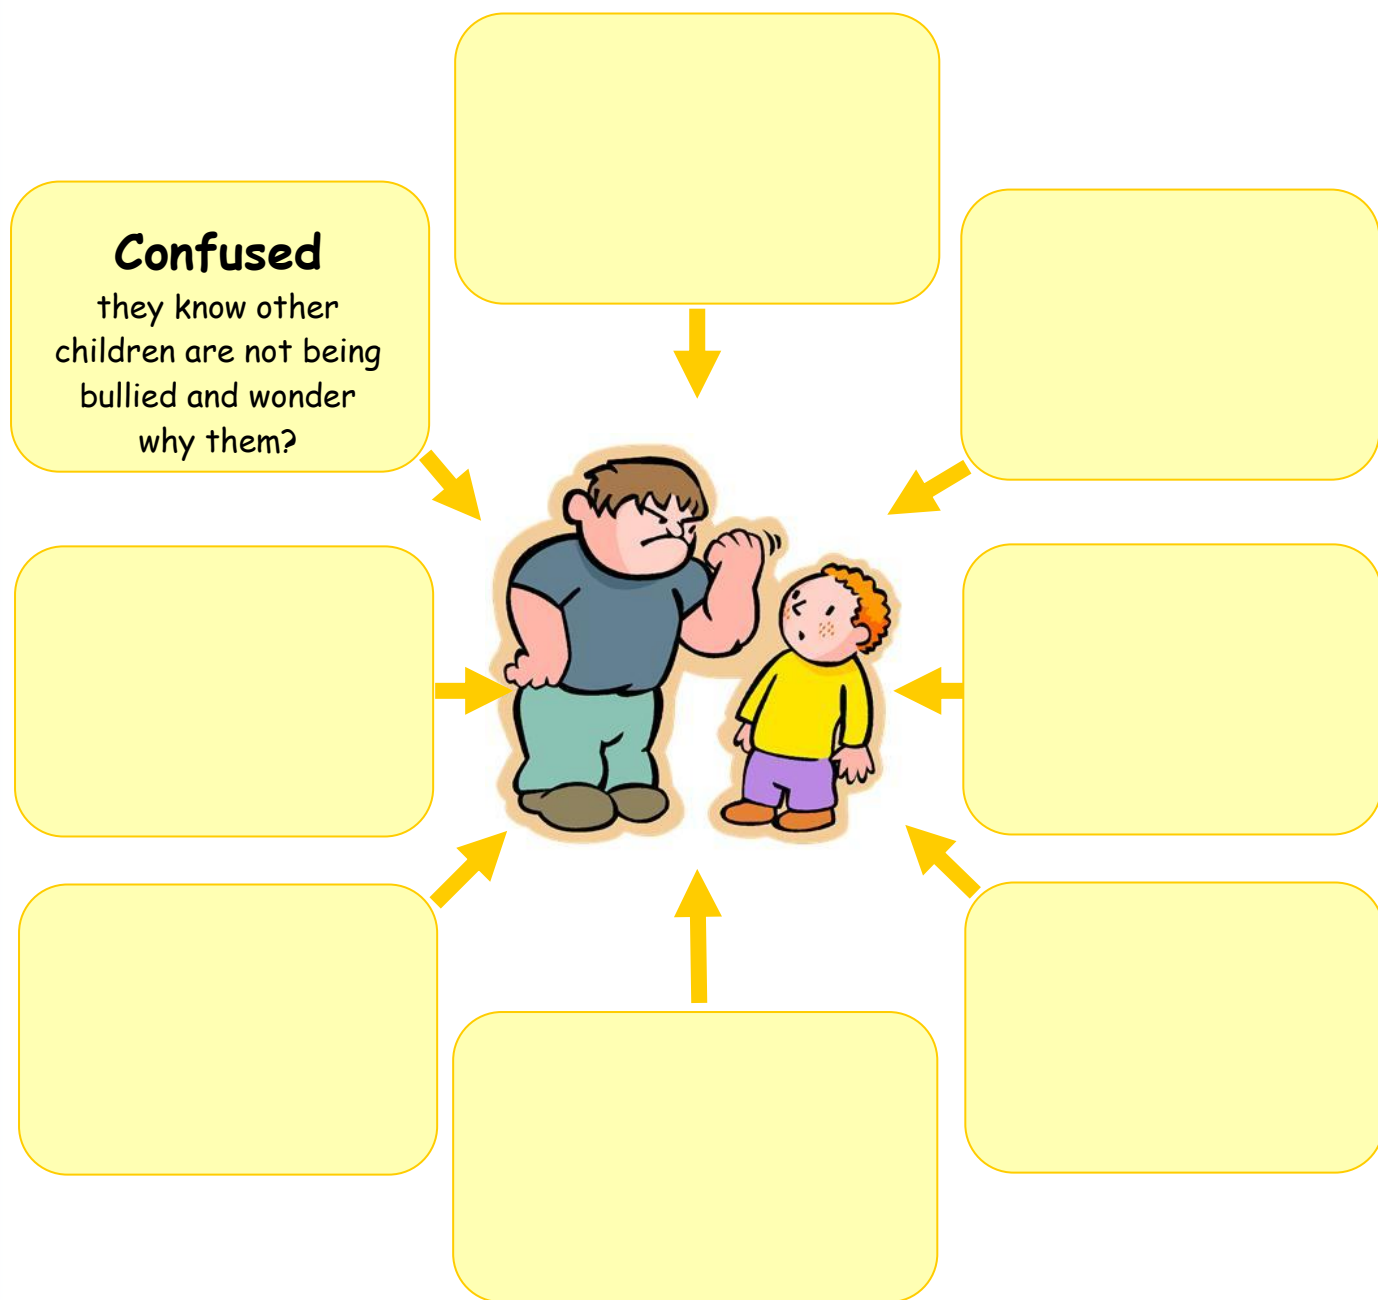 Confused
they know other
children are not being
bullied and wonder
why them?